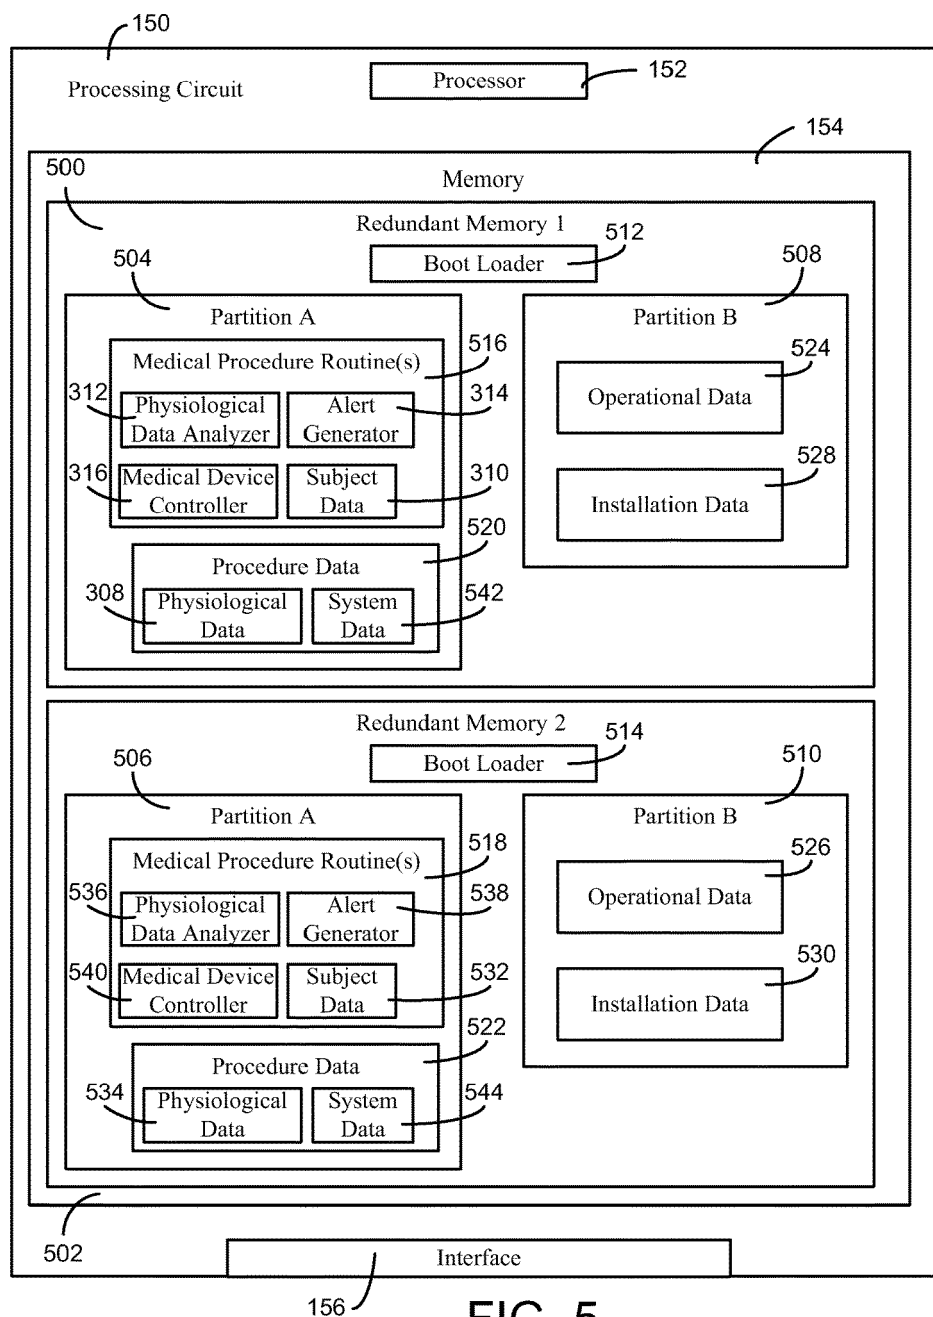 150
Processing Circuit
Processor
152
154
500
Memory
Redundant Memory 1
512
Boot Loader
504
508
Partition A
Partition B
Medical Procedure Routine(s)
516
524
312
Physiological
Data Analyzer
Alert
Generator
314
Operational Data
316
Medical Device
Controller
Subject
Data
310
528
Installation Data
520
Procedure Data
308
Physiological
Data
System
Data
542
Redundant Memory 2
514
Boot Loader
506
510
Partition A
Partition B
Medical Procedure Routine(s)
518
526
536
Physiological
Data Analyzer
Alert
Generator
538
Operational Data
540
Medical Device
Controller
Subject
Data
532
530
Installation Data
522
Procedure Data
534
Physiological
Data
System
Data
544
502
Interface
156
FIG. 5